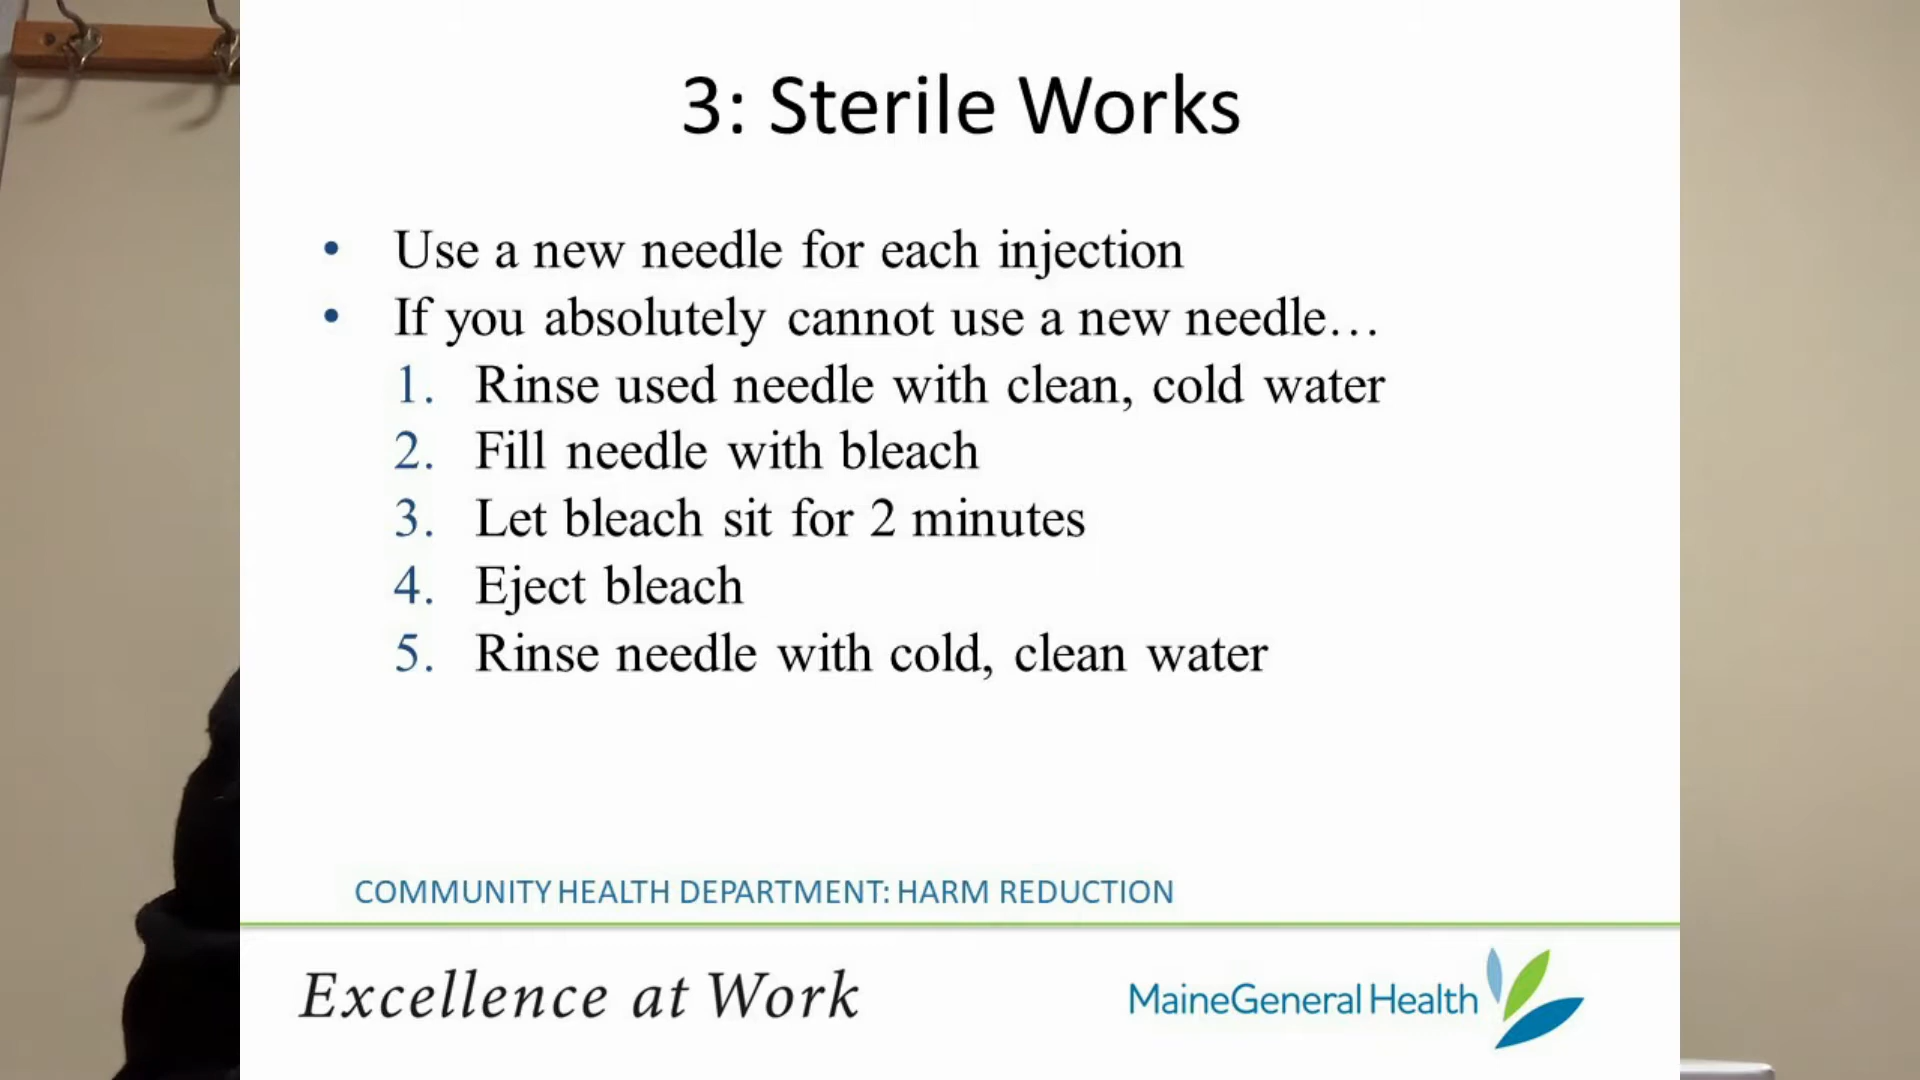 3: Sterile Works
• Use a new needle for each injection
• If you absolutely cannot use a new needle…
1. Rinse used needle with clean, cold water
2. Fill needle with bleach
3. Let bleach sit for 2 minutes
4. Eject bleach
5. Rinse needle with cold, clean water
COMMUNITY HEALTH DEPARTMENT: HARM REDUCTION
Excellence at Work
MaineGeneral Health